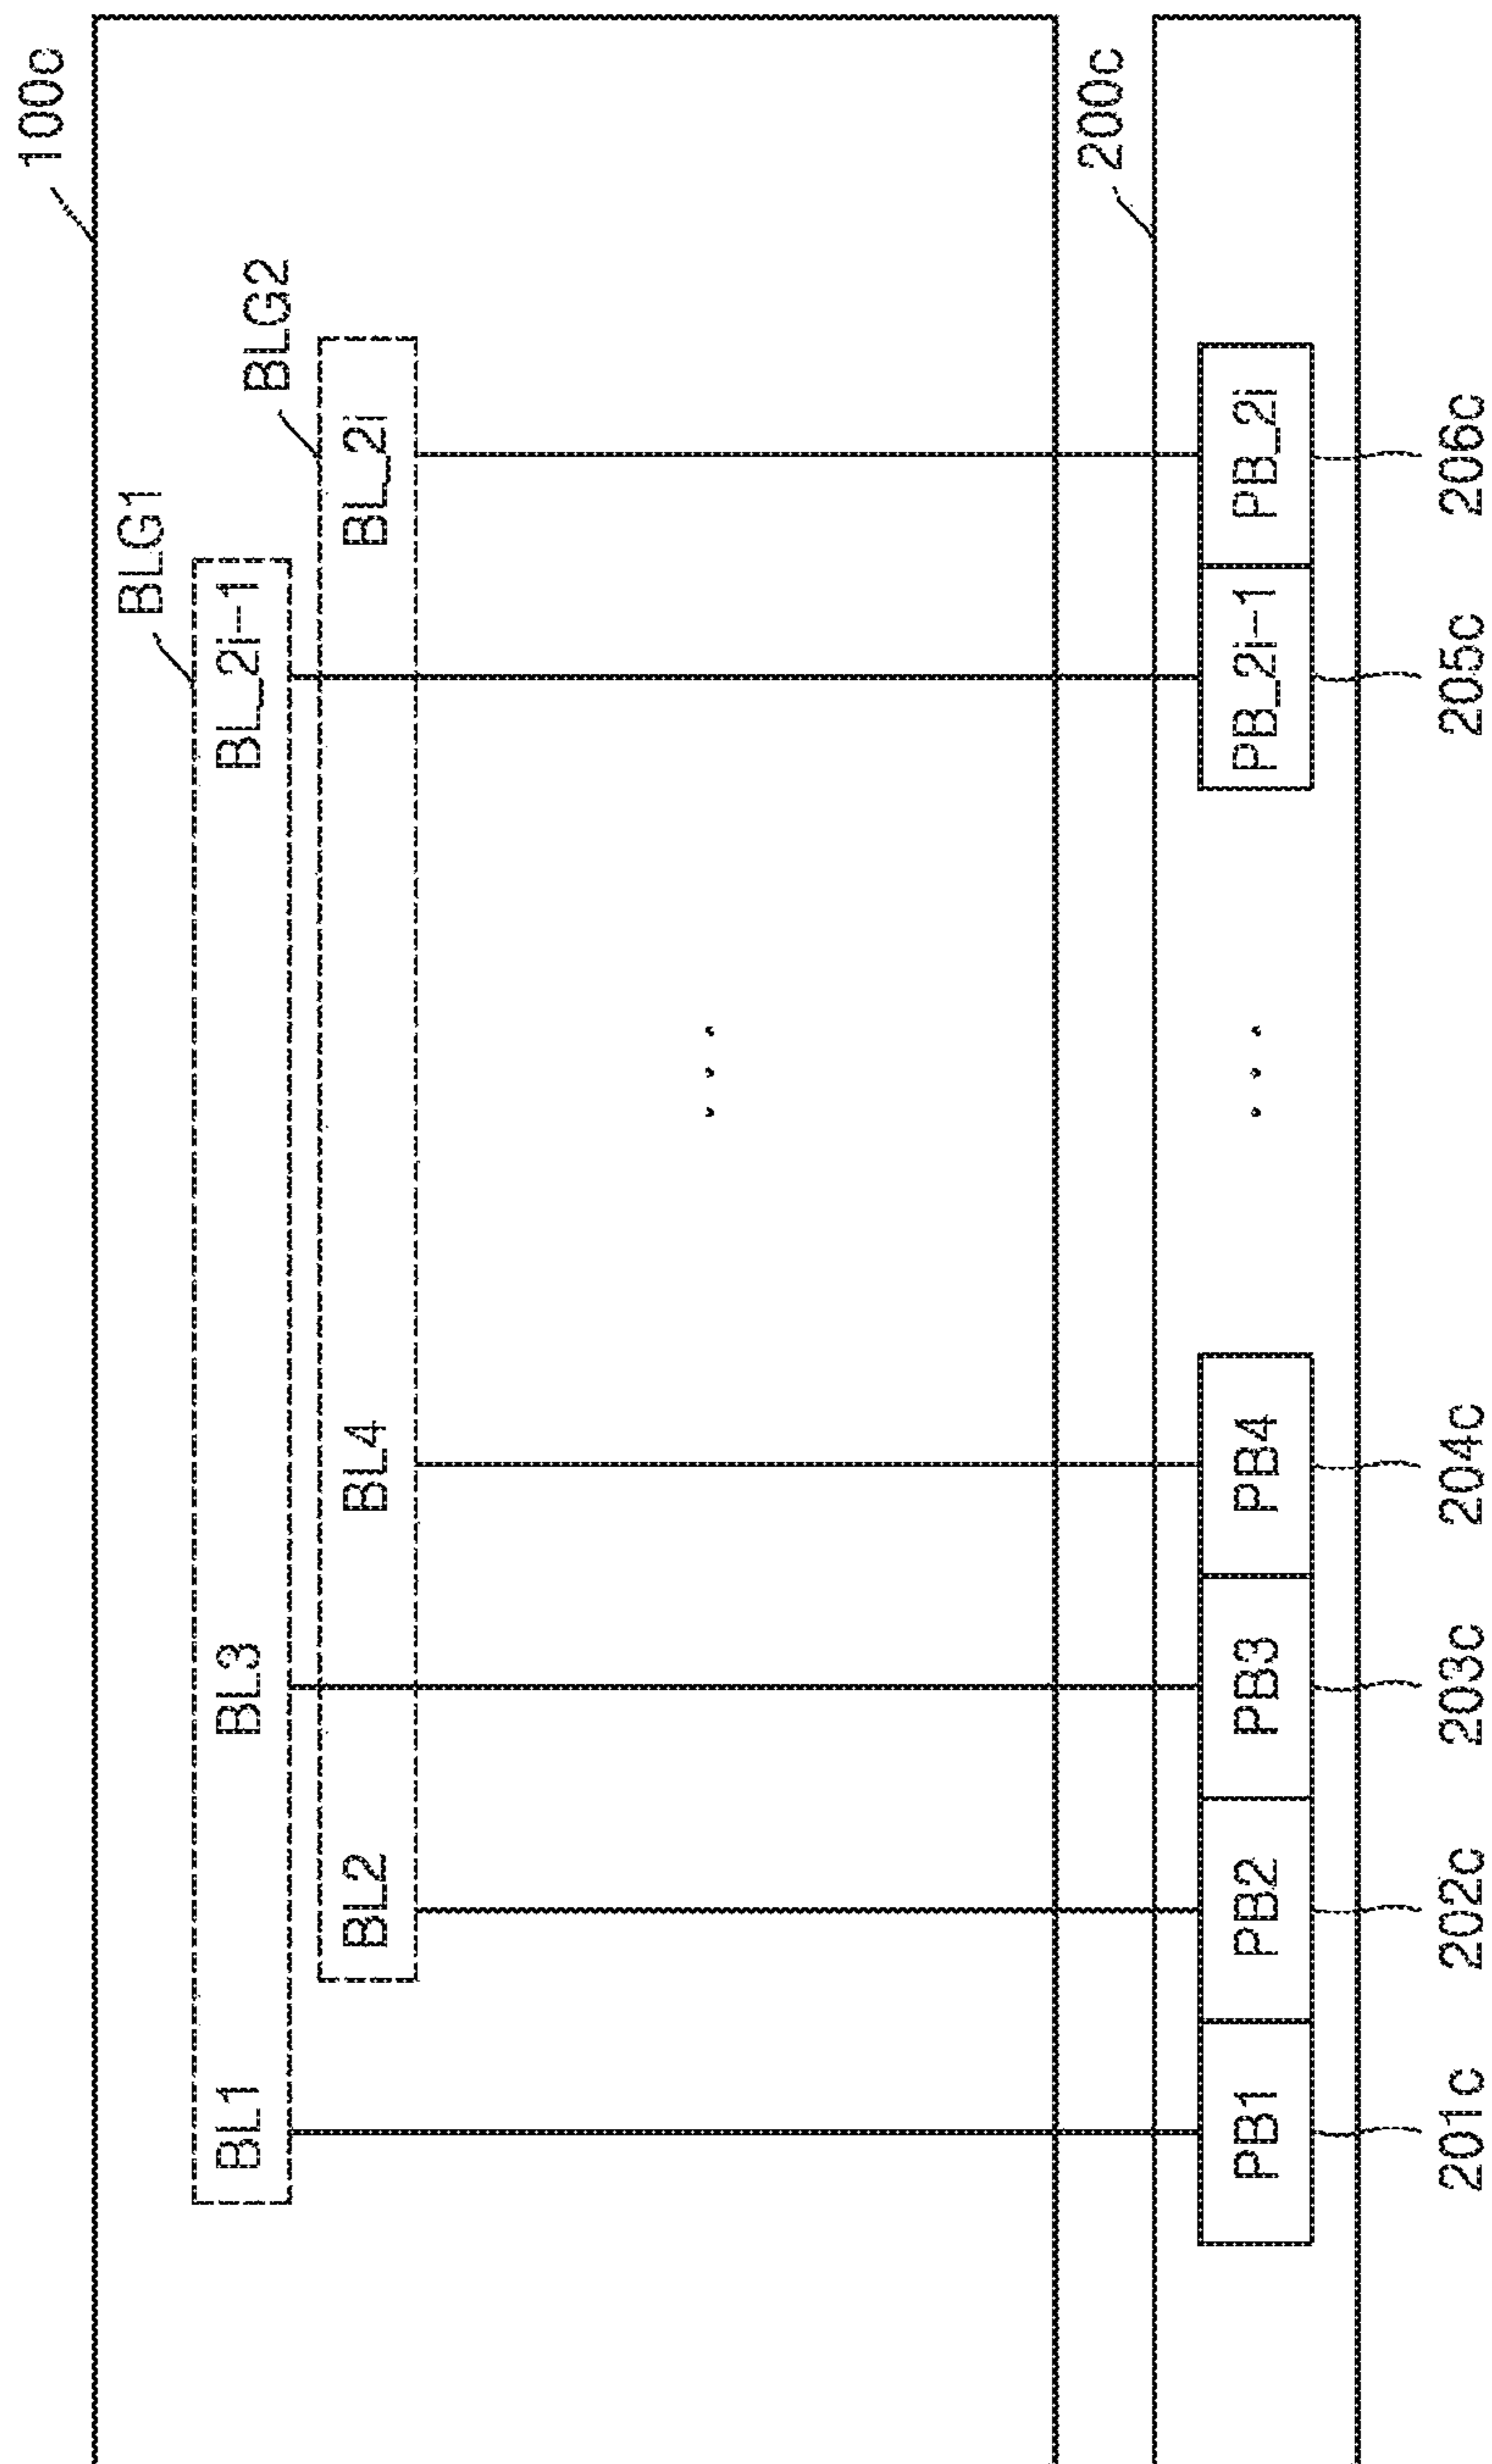 100c
BLG1
BLG2
BL1 BL3 BL_2i-1
BL2 BL4 BL_2i
200c
PB1 PB2 PB3 PB4 PB_2i-1 PB_2i
201c 202c 203c 204c 205c 206c